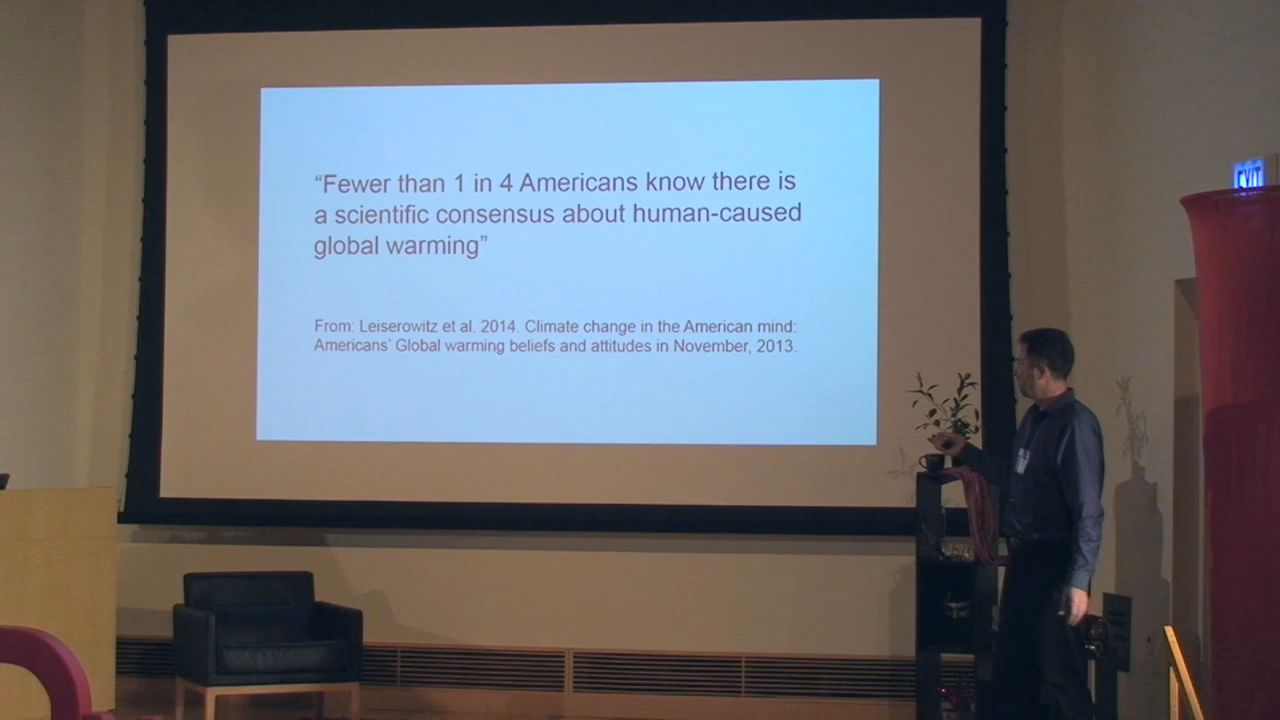 “Fewer than 1 in 4 Americans know there is
a scientific consensus about human-caused
global warming”
From: Leiserowitz et al. 2014. Climate change in the American mind:
Americans’ Global warming beliefs and attitudes in November, 2013.
EXIT